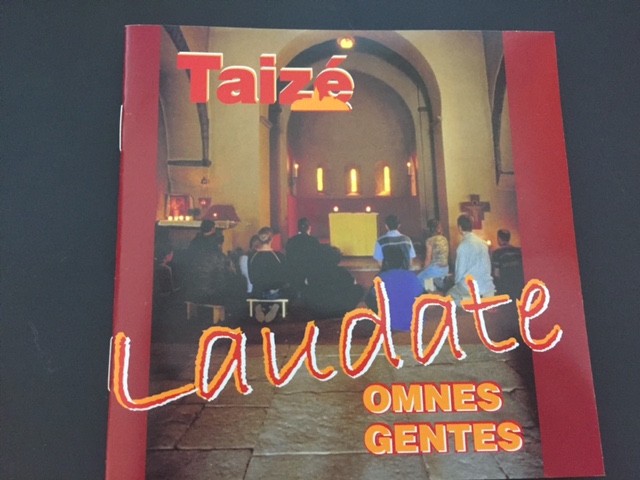 Taizé
Laudate
OMNES
GENTES